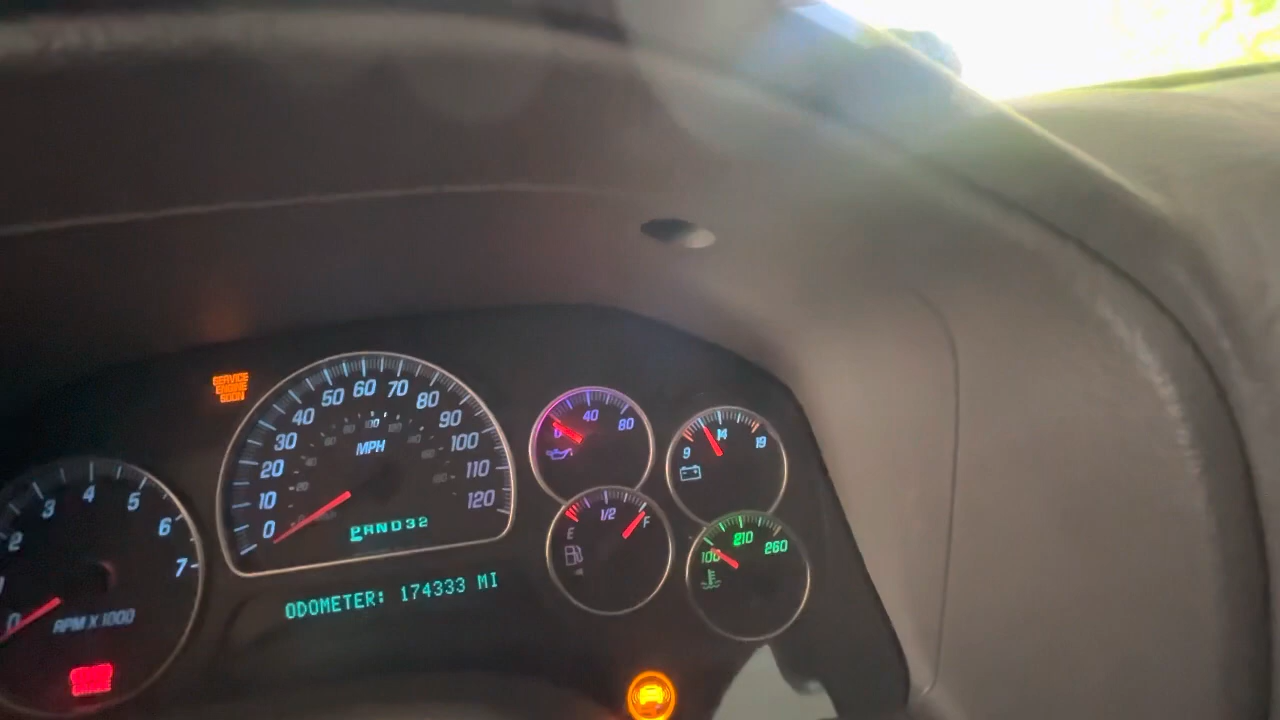 SERVICE
ENGINE
SOON
0 10 20 30 40 50 60 70 80 90 100 110 120
MPH
PRND32
ODOMETER: 174333 MI
0 2 3 4 5 6 7
RPM X 1000
0 40 80
9 14 19
E 1/2 F
100 210 260